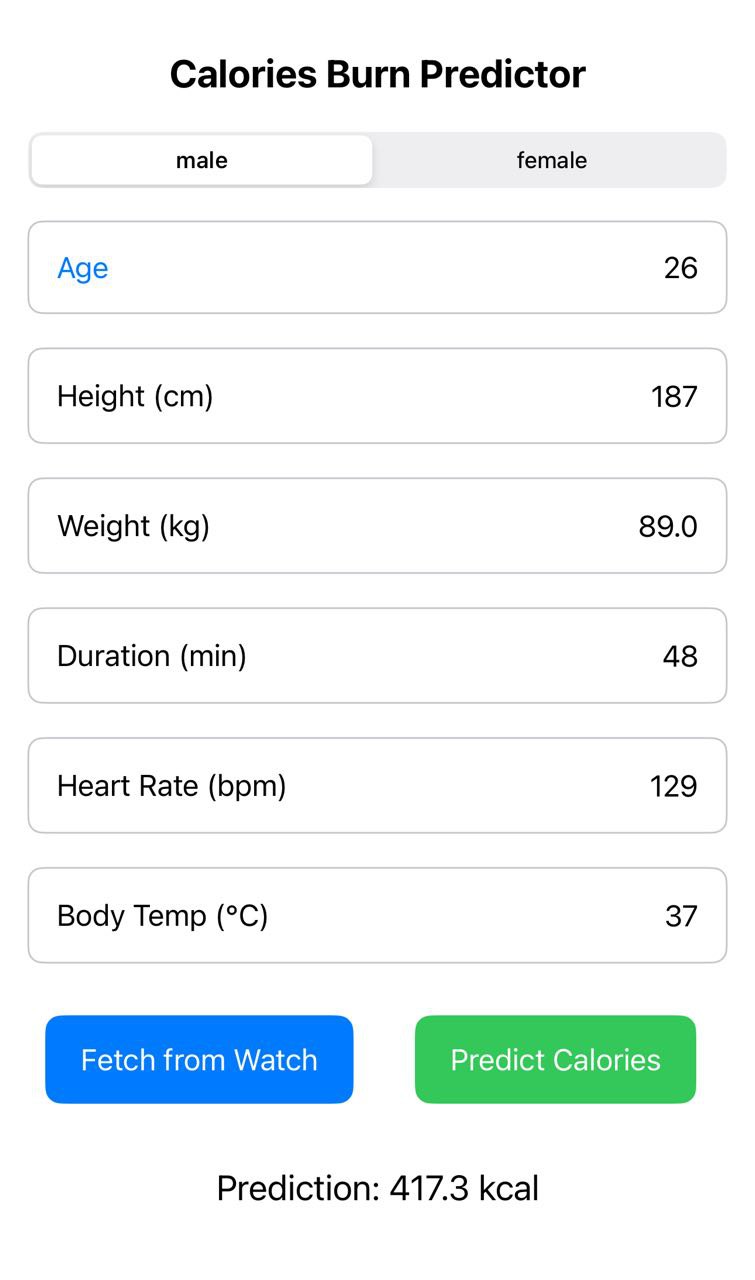 Calories Burn Predictor
male female
Age 26
Height (cm) 187
Weight (kg) 89.0
Duration (min) 48
Heart Rate (bpm) 129
Body Temp (°C) 37
Fetch from Watch Predict Calories
Prediction: 417.3 kcal